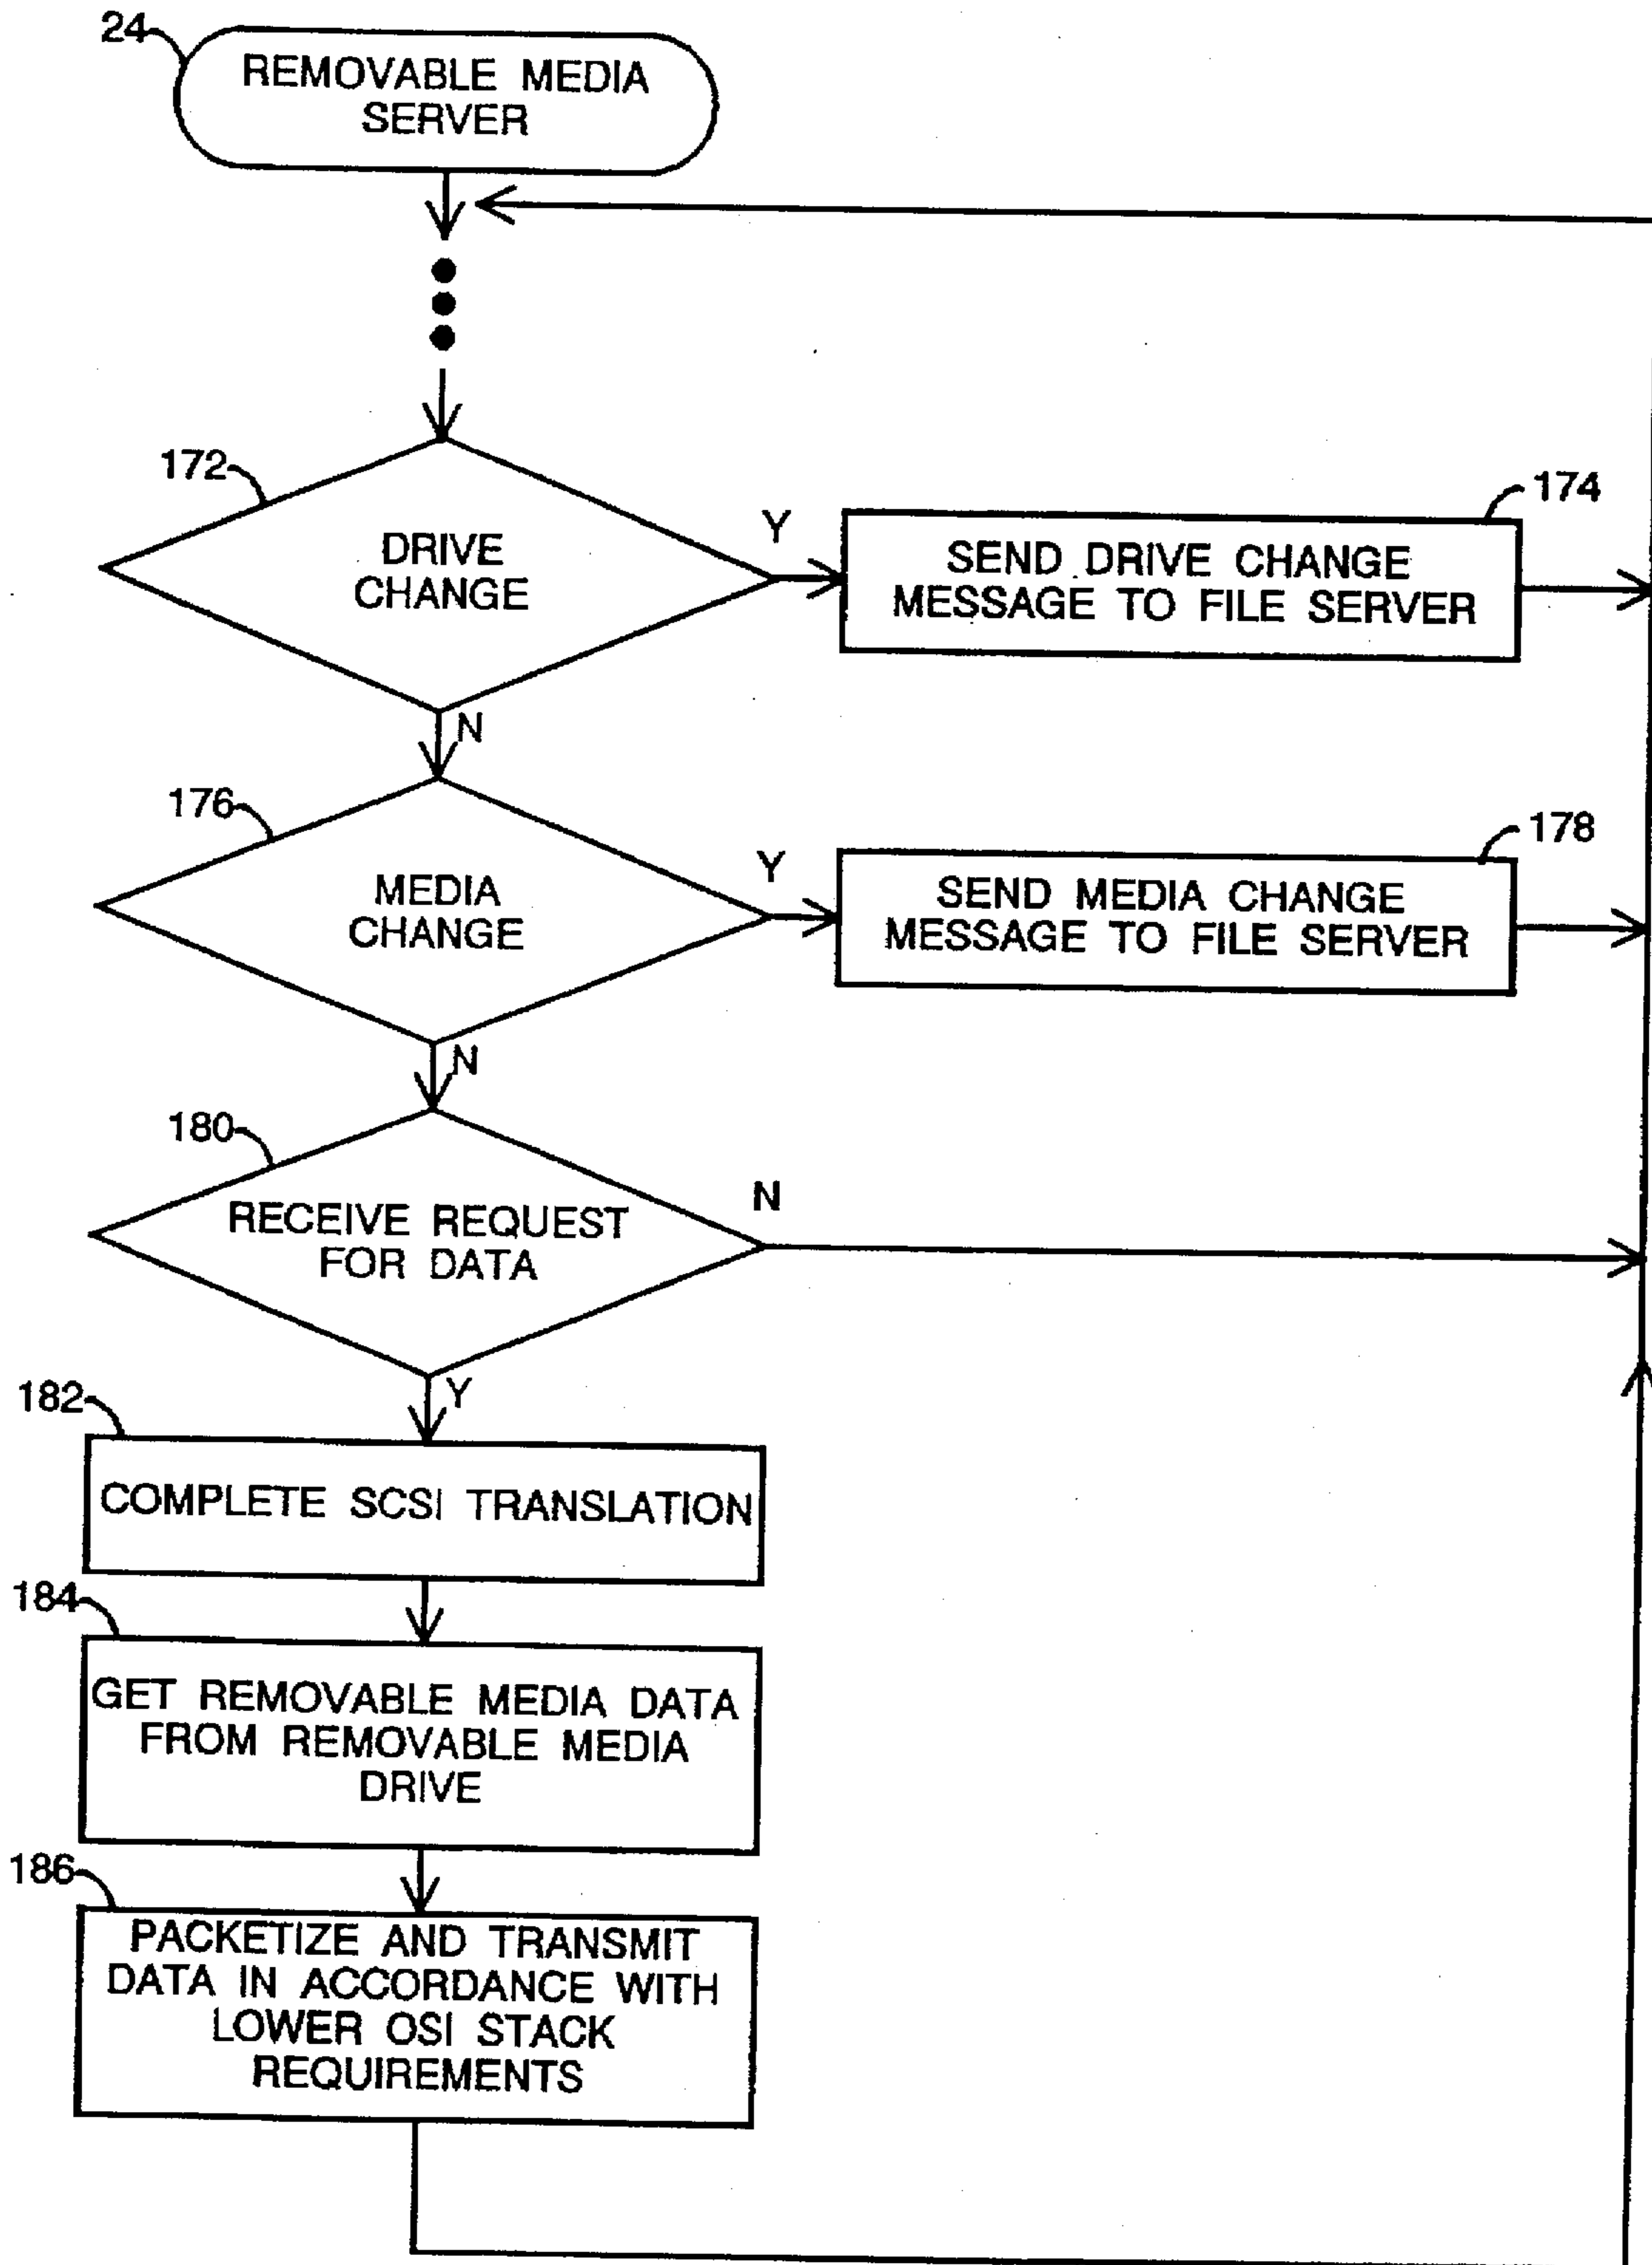 24
REMOVABLE MEDIA
SERVER
172
DRIVE
CHANGE
Y
174
SEND DRIVE CHANGE
MESSAGE TO FILE SERVER
N
176
MEDIA
CHANGE
Y
178
SEND MEDIA CHANGE
MESSAGE TO FILE SERVER
N
180
RECEIVE REQUEST
FOR DATA
N
Y
182
COMPLETE SCSI TRANSLATION
184
GET REMOVABLE MEDIA DATA
FROM REMOVABLE MEDIA
DRIVE
186
PACKETIZE AND TRANSMIT
DATA IN ACCORDANCE WITH
LOWER OSI STACK
REQUIREMENTS